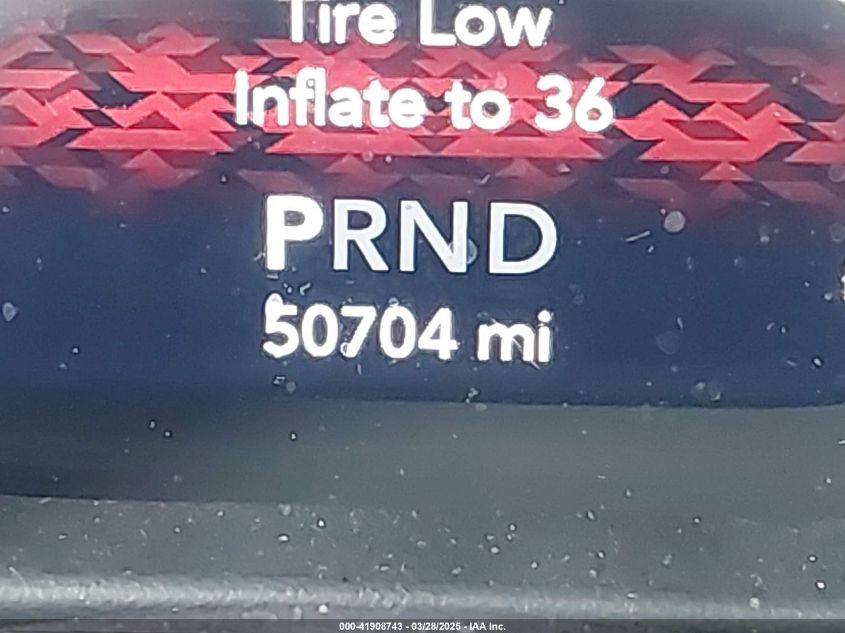 Tire Low
Inflate to 36
PRND
50704 mi
000-41908743 - 03/28/2025 - IAA Inc.